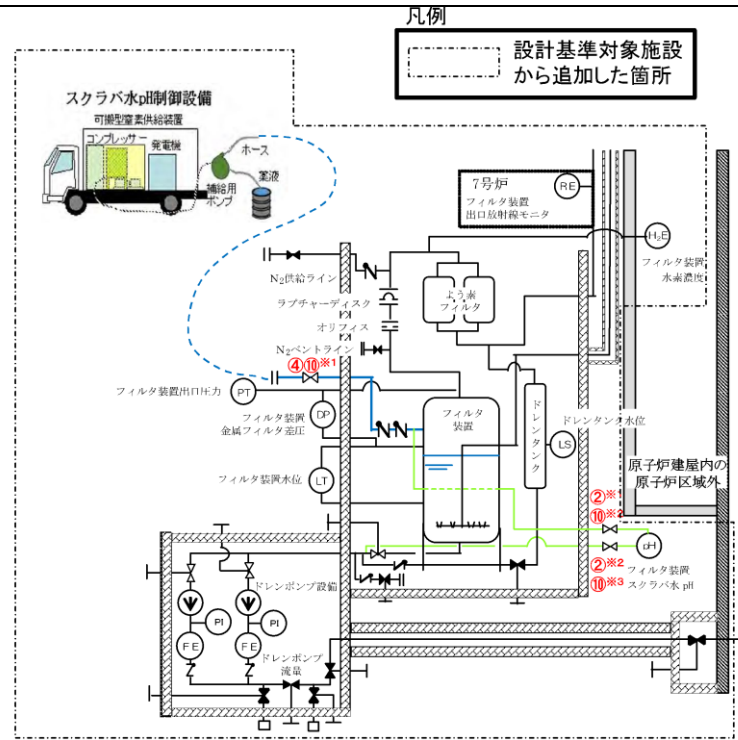 凡例
設計基準対象施設
から追加した箇所
スクラバ水pH制御設備
可搬型窒素供給装置
コンプレッサー
発電機
ホース
補給用
ポンプ
薬液
7号炉
フィルタ装置
出口放射線モニタ
RE
H₂E
フィルタ装置
水素濃度
N₂供給ライン
ラプチャーディスク
オリフィス
N₂ベントライン
よう素
フィルタ
④⑩※1
フィルタ装置出口圧力
PT
DP
フィルタ装置
金属フィルタ差圧
フィルタ
装置
ドレンタンク
ドレンタンク水位
LS
フィルタ装置水位
LT
原子炉建屋内の
原子炉区域外
②※1
⑩※2
pH
②※2
⑩※3
フィルタ装置
スクラバ水 pH
ドレンポンプ設備
PI
PI
FE
FE
ドレンポンプ
流量